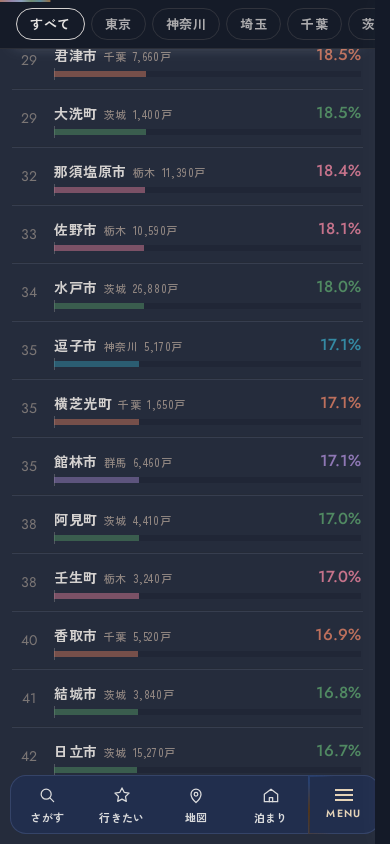 すべて 東京 神奈川 埼玉 千葉 茨
29 君津市 千葉 7,660戸 18.5%
29 大洗町 茨城 1,400戸 18.5%
32 那須塩原市 栃木 11,390戸 18.4%
33 佐野市 栃木 10,590戸 18.1%
34 水戸市 茨城 26,880戸 18.0%
35 逗子市 神奈川 5,170戸 17.1%
35 横芝光町 千葉 1,650戸 17.1%
35 館林市 群馬 6,460戸 17.1%
38 阿見町 茨城 4,410戸 17.0%
38 壬生町 栃木 3,240戸 17.0%
40 香取市 千葉 5,520戸 16.9%
41 結城市 茨城 3,840戸 16.8%
42 日立市 茨城 15,270戸 16.7%
さがす 行きたい 地図 泊まり MENU